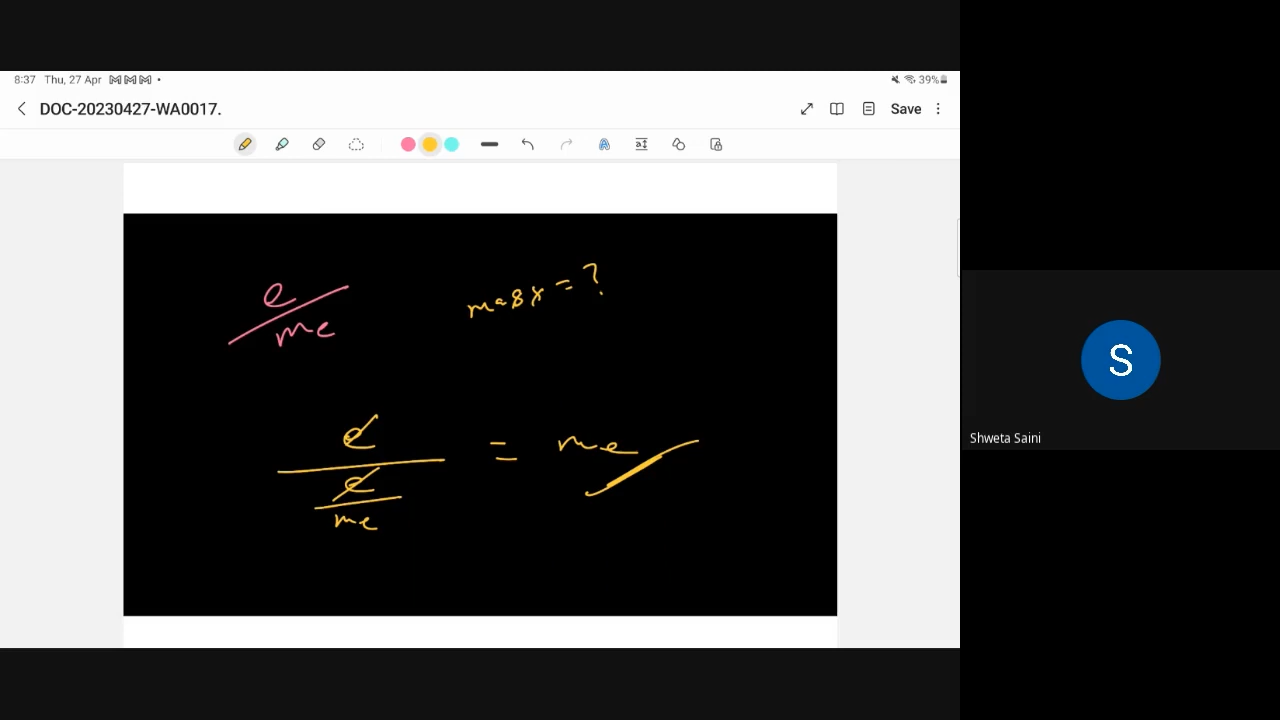 8:37 Thu, 27 Apr
39%
DOC-20230427-WA0017.
Save
e
me
mass = ?
e
e
me
= me
S
Shweta Saini